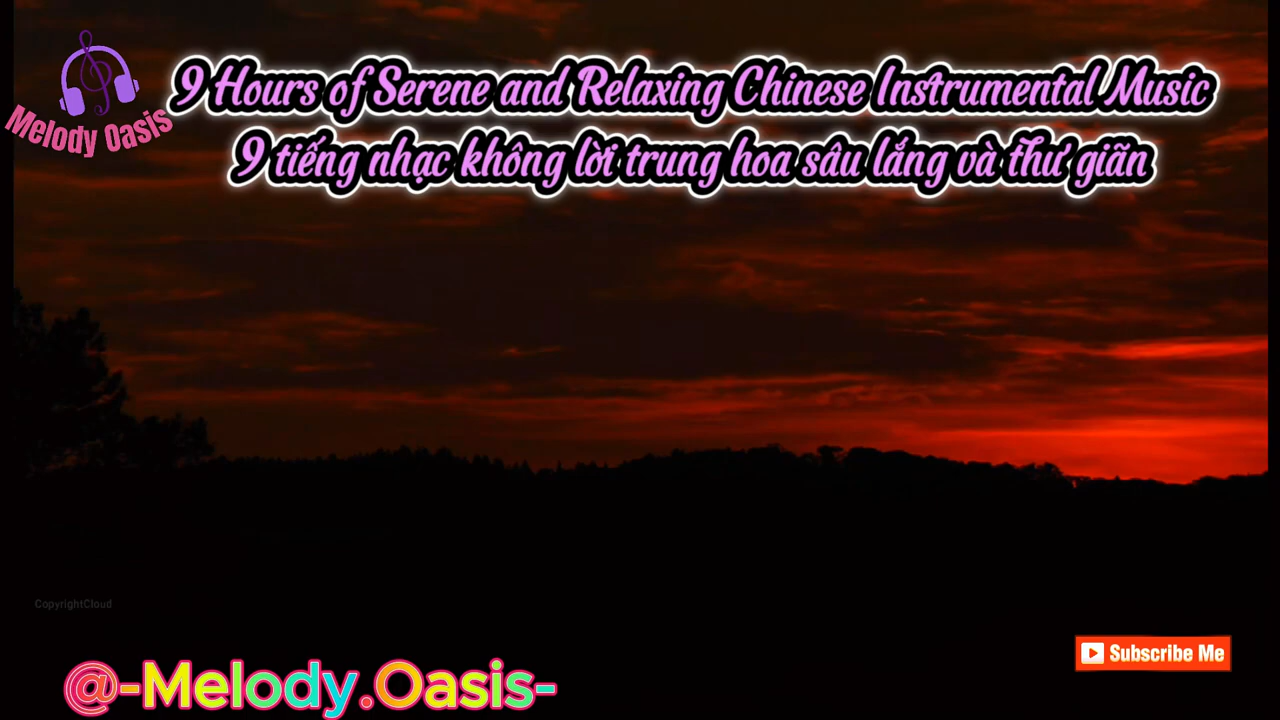 Melody Oasis
9 Hours of Serene and Relaxing Chinese Instrumental Music
9 tiếng nhạc không lời trung hoa sâu lắng và thư giãn
CopyrightCloud
Subscribe Me
@-Melody.Oasis-